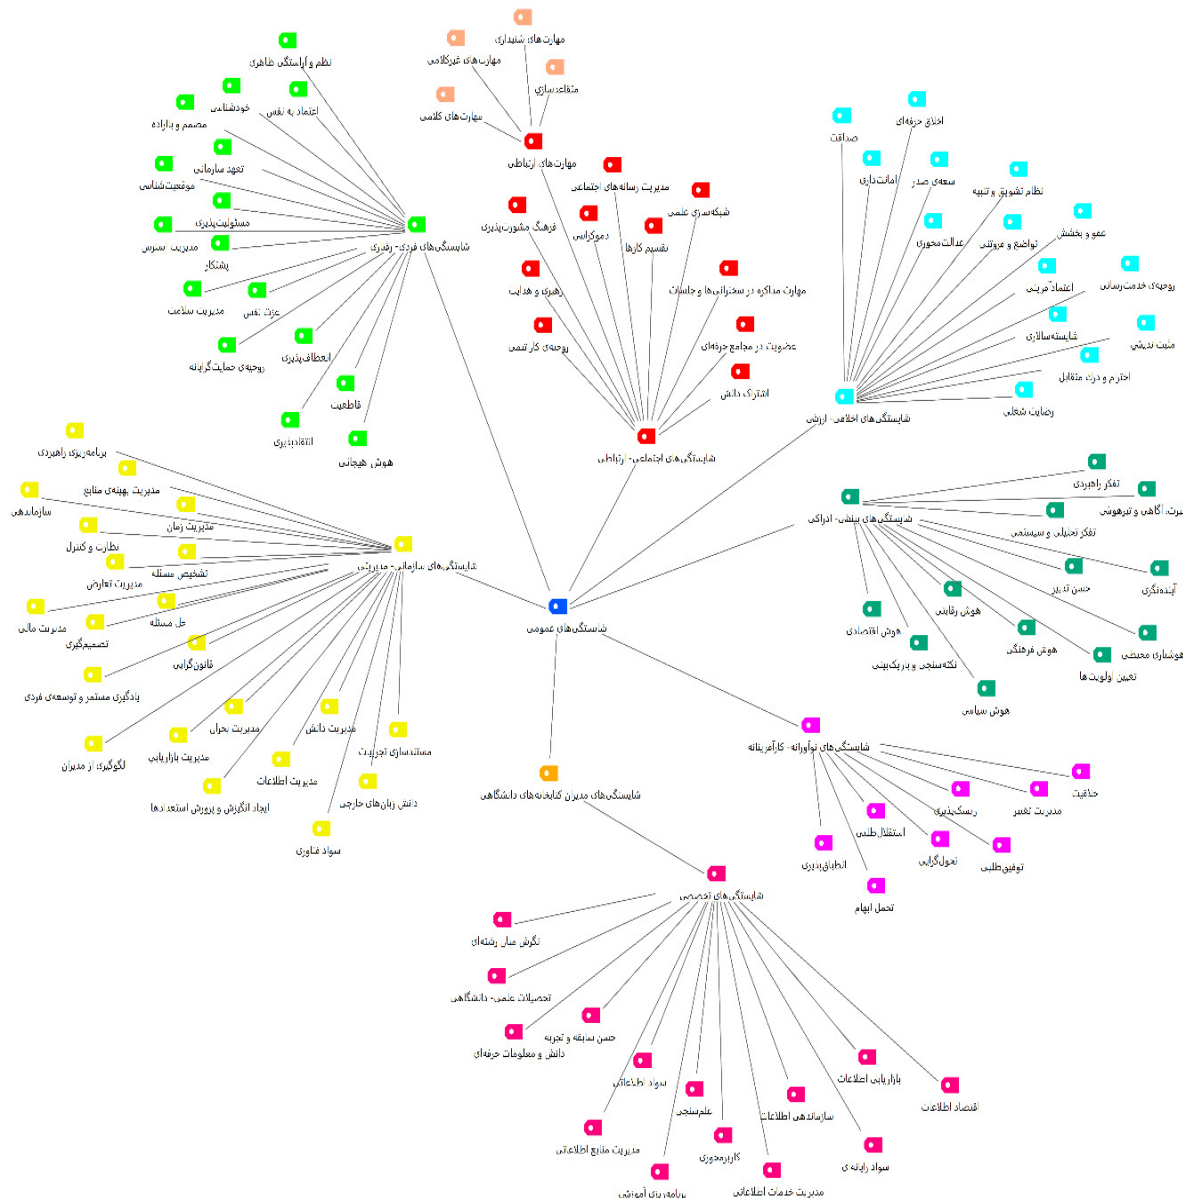 مهارت‌های شنیداری
مهارت‌های غیرکلامی
متقاعدسازی
مهارت‌های کلامی
مهارت‌های ارتباطی
نظم و آراستگی ظاهری
خودشناسی
اعتماد به نفس
مصمم و بااراده
تعهد سازمانی
موقعیت‌شناسی
مسئولیت‌پذیری
مدیریت استرس
پشتکار
شایستگی‌های فردی- رفتاری
مدیریت سلامت
عزت نفس
روحیه‌ی حمایت‌گرایانه
انعطاف‌پذیری
قاطعیت
انتقادپذیری
هوش هیجانی
مدیریت رسانه‌های اجتماعی
شبکه‌سازی علمی
فرهنگ مشورت‌پذیری
دموکراسی
تقسیم کارها
رهبری و هدایت
مهارت مذاکره در سخنرانی‌ها و جلسات
روحیه‌ی کار تیمی
عضویت در مجامع حرفه‌ای
اشتراک دانش
شایستگی‌های اجتماعی- ارتباطی
اخلاق حرفه‌ای
صداقت
امانت‌داری
سعه‌ی صدر
نظام تشویق و تنبیه
عدالت‌محوری
تواضع و فروتنی
عفو و بخشش
اعتمادآفرینی
روحیه‌ی خدمت‌رسانی
شایسته‌سالاری
مثبت اندیشی
احترام و درک متقابل
رضایت شغلی
شایستگی‌های اخلاقی- ارزشی
تفکر راهبردی
آگاهی و تیزهوشی
شایستگی‌های بینشی- ادراکی
تفکر تحلیلی و سیستمی
حسن تدبیر
آینده‌نگری
هوش رقابتی
هوش اقتصادی
هوش فرهنگی
هوشیاری محیطی
نکته‌سنجی و باریک‌بینی
تعیین اولویت‌ها
هوش سیاسی
برنامه‌ریزی راهبردی
مدیریت بهینه‌ی منابع
سازماندهی
مدیریت زمان
نظارت و کنترل
تشخیص مسئله
مدیریت تعارض
شایستگی‌های سازمانی- مدیریتی
حل مسئله
مدیریت مالی
تصمیم‌گیری
قانون‌گرایی
یادگیری مستمر و توسعه‌ی فردی
مدیریت بحران
مدیریت دانش
مستندسازی تجربیات
الگوگیری از مدیران
مدیریت بازاریابی
مدیریت اطلاعات
ایجاد انگیزش و پرورش استعدادها
دانش زبان‌های خارجی
سواد فناوری
شایستگی‌های عمومی
شایستگی‌های مدیران کتابخانه‌های دانشگاهی
شایستگی‌های نوآورانه- کارآفرینانه
خلاقیت
ریسک‌پذیری
مدیریت تغییر
استقلال‌طلبی
تحول‌گرایی
توفیق‌طلبی
انطباق‌پذیری
تحمل ابهام
شایستگی‌های تخصصی
نگرش میان رشته‌ای
تحصیلات علمی- دانشگاهی
حسن سابقه و تجربه
دانش و معلومات حرفه‌ای
سواد اطلاعاتی
بازاریابی اطلاعات
علم‌سنجی
سازماندهی اطلاعات
اقتصاد اطلاعات
مدیریت منابع اطلاعاتی
کاربرمحوری
سواد رایانه ی
برنامه‌ریزی آموزشی
مدیریت خدمات اطلاعاتی